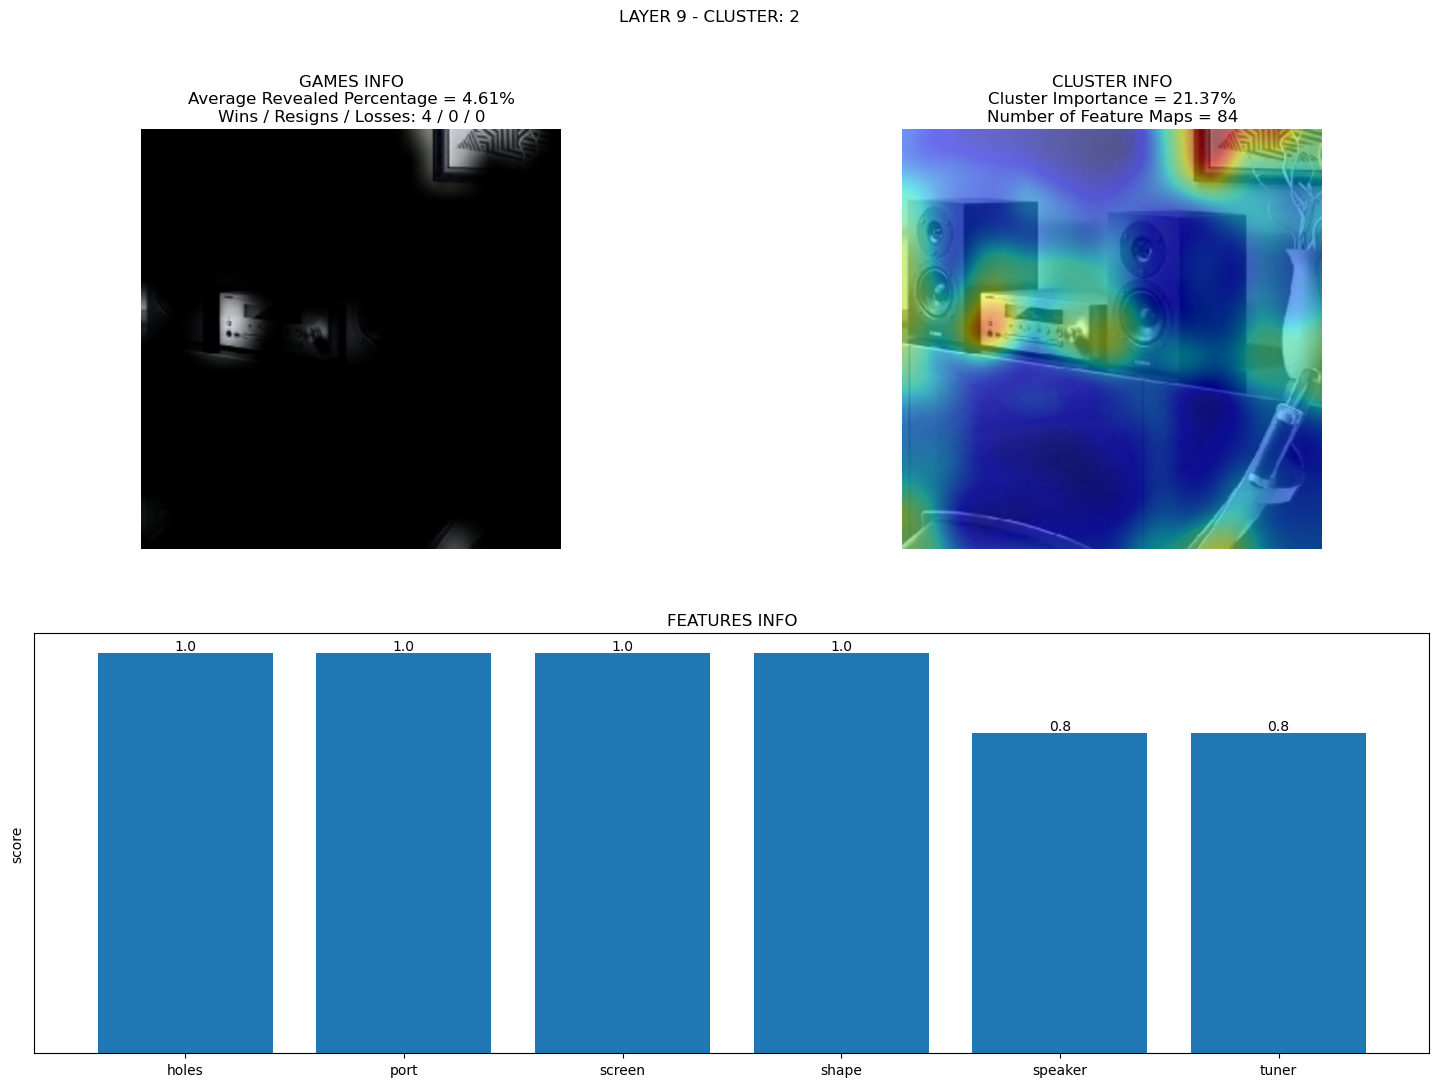 LAYER 9 - CLUSTER: 2
GAMES INFO
Average Revealed Percentage = 4.61%
Wins / Resigns / Losses: 4 / 0 / 0
CLUSTER INFO
Cluster Importance = 21.37%
Number of Feature Maps = 84
FEATURES INFO
1.0
1.0
1.0
1.0
0.8
0.8
score
holes
port
screen
shape
speaker
tuner